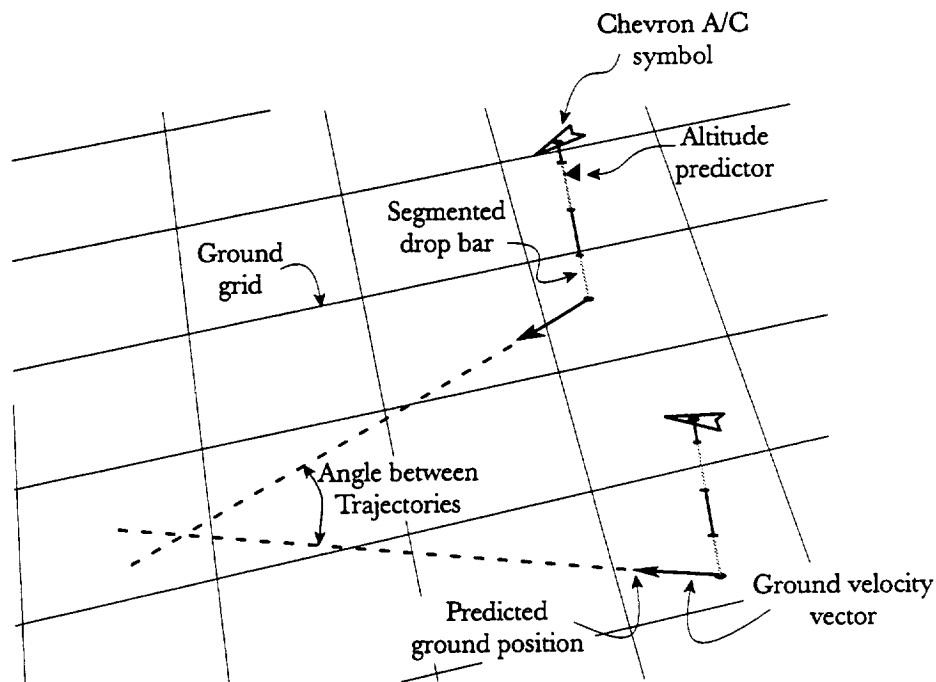 Chevron A/C
symbol
Altitude
predictor
Segmented
drop bar
Ground
grid
Angle between
Trajectories
Predicted
ground position
Ground velocity
vector